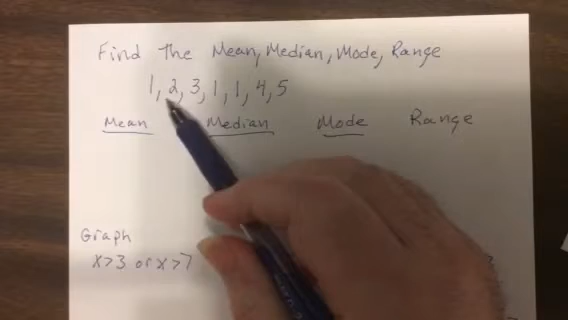 Find The Mean, Median, Mode, Range
1, 2, 3, 1, 1, 4, 5
Mean Median Mode Range
Graph
x>3 or x>7